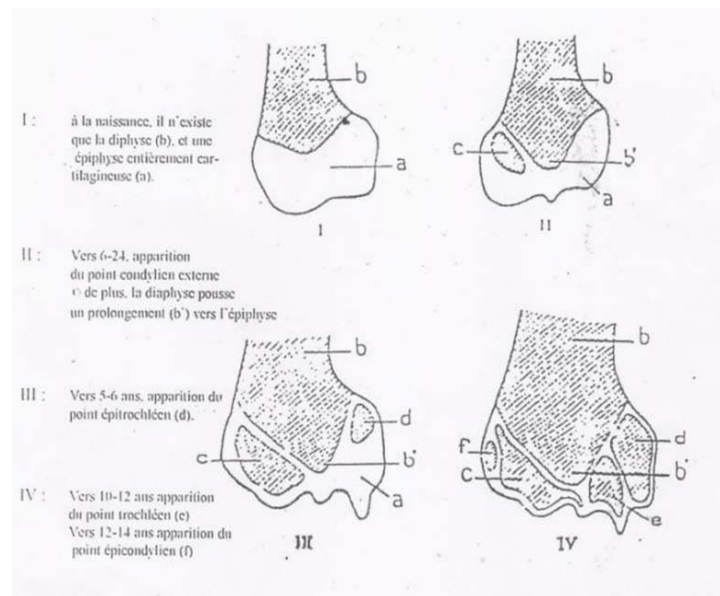 I : à la naissance, il n'existe
que la diphyse (b), et une
épiphyse entièrement car-
tilagineuse (a).
b
a
I
b
c
b'
a
II
II : Vers 6-24, apparition
du point condylien externe
de plus, la diaphyse pousse
un prolongement (b') vers l'épiphyse
III : Vers 5-6 ans, apparition du
point épitrochléen (d).
b
d
c
b'
a
III
IV : Vers 10-12 ans apparition
du point trochléen (e)
Vers 12-14 ans apparition du
point épicondylien (f)
b
d
f
c
b'
e
IV